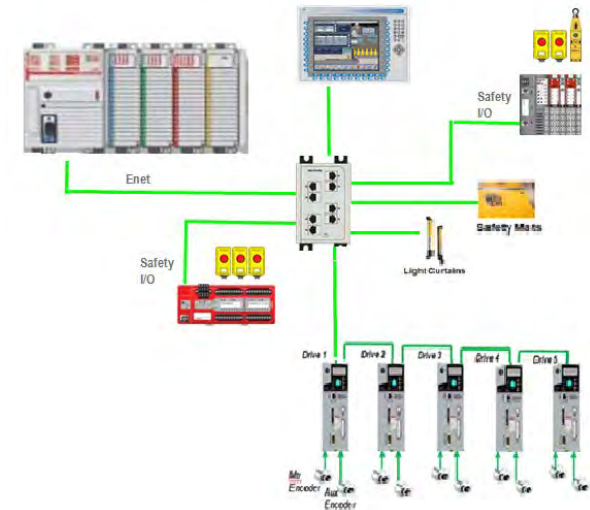 Safety
I/O
Enet
Safety Mats
Safety
I/O
Light Curtains
Drive 1
Drive 2
Drive 3
Drive 4
Drive 5
Mtr
Encoder
Aux
Encoder